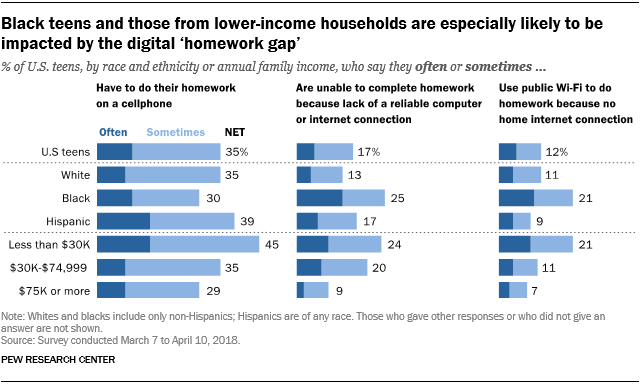 Black teens and those from lower-income households are especially likely to be
impacted by the digital ‘homework gap’
% of U.S. teens, by race and ethnicity or annual family income, who say they often or sometimes ...
Have to do their homework
on a cellphone
Are unable to complete homework
because lack of a reliable computer
or internet connection
Use public Wi-Fi to do
homework because no
home internet connection
Often Sometimes NET
U.S teens 35% 17% 12%
White 35 13 11
Black 30 25 21
Hispanic 39 17 9
Less than $30K 45 24 21
$30K-$74,999 35 20 11
$75K or more 29 9 7
Note: Whites and blacks include only non-Hispanics; Hispanics are of any race. Those who gave other responses or who did not give an
answer are not shown.
Source: Survey conducted March 7 to April 10, 2018.
PEW RESEARCH CENTER